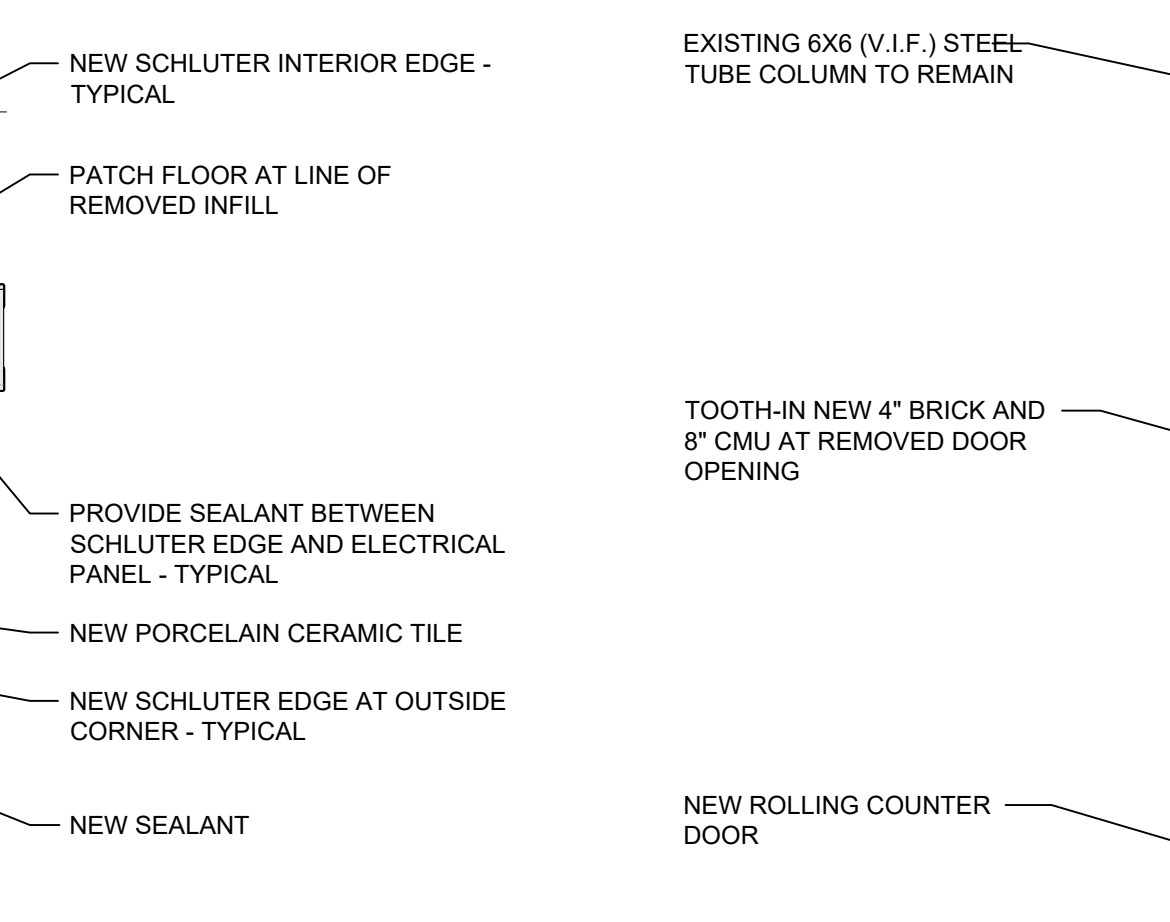 NEW SCHLUTER INTERIOR EDGE -
TYPICAL
PATCH FLOOR AT LINE OF
REMOVED INFILL
PROVIDE SEALANT BETWEEN
SCHLUTER EDGE AND ELECTRICAL
PANEL - TYPICAL
NEW PORCELAIN CERAMIC TILE
NEW SCHLUTER EDGE AT OUTSIDE
CORNER - TYPICAL
NEW SEALANT
EXISTING 6X6 (V.I.F.) STEEL
TUBE COLUMN TO REMAIN
TOOTH-IN NEW 4" BRICK AND
8" CMU AT REMOVED DOOR
OPENING
NEW ROLLING COUNTER
DOOR